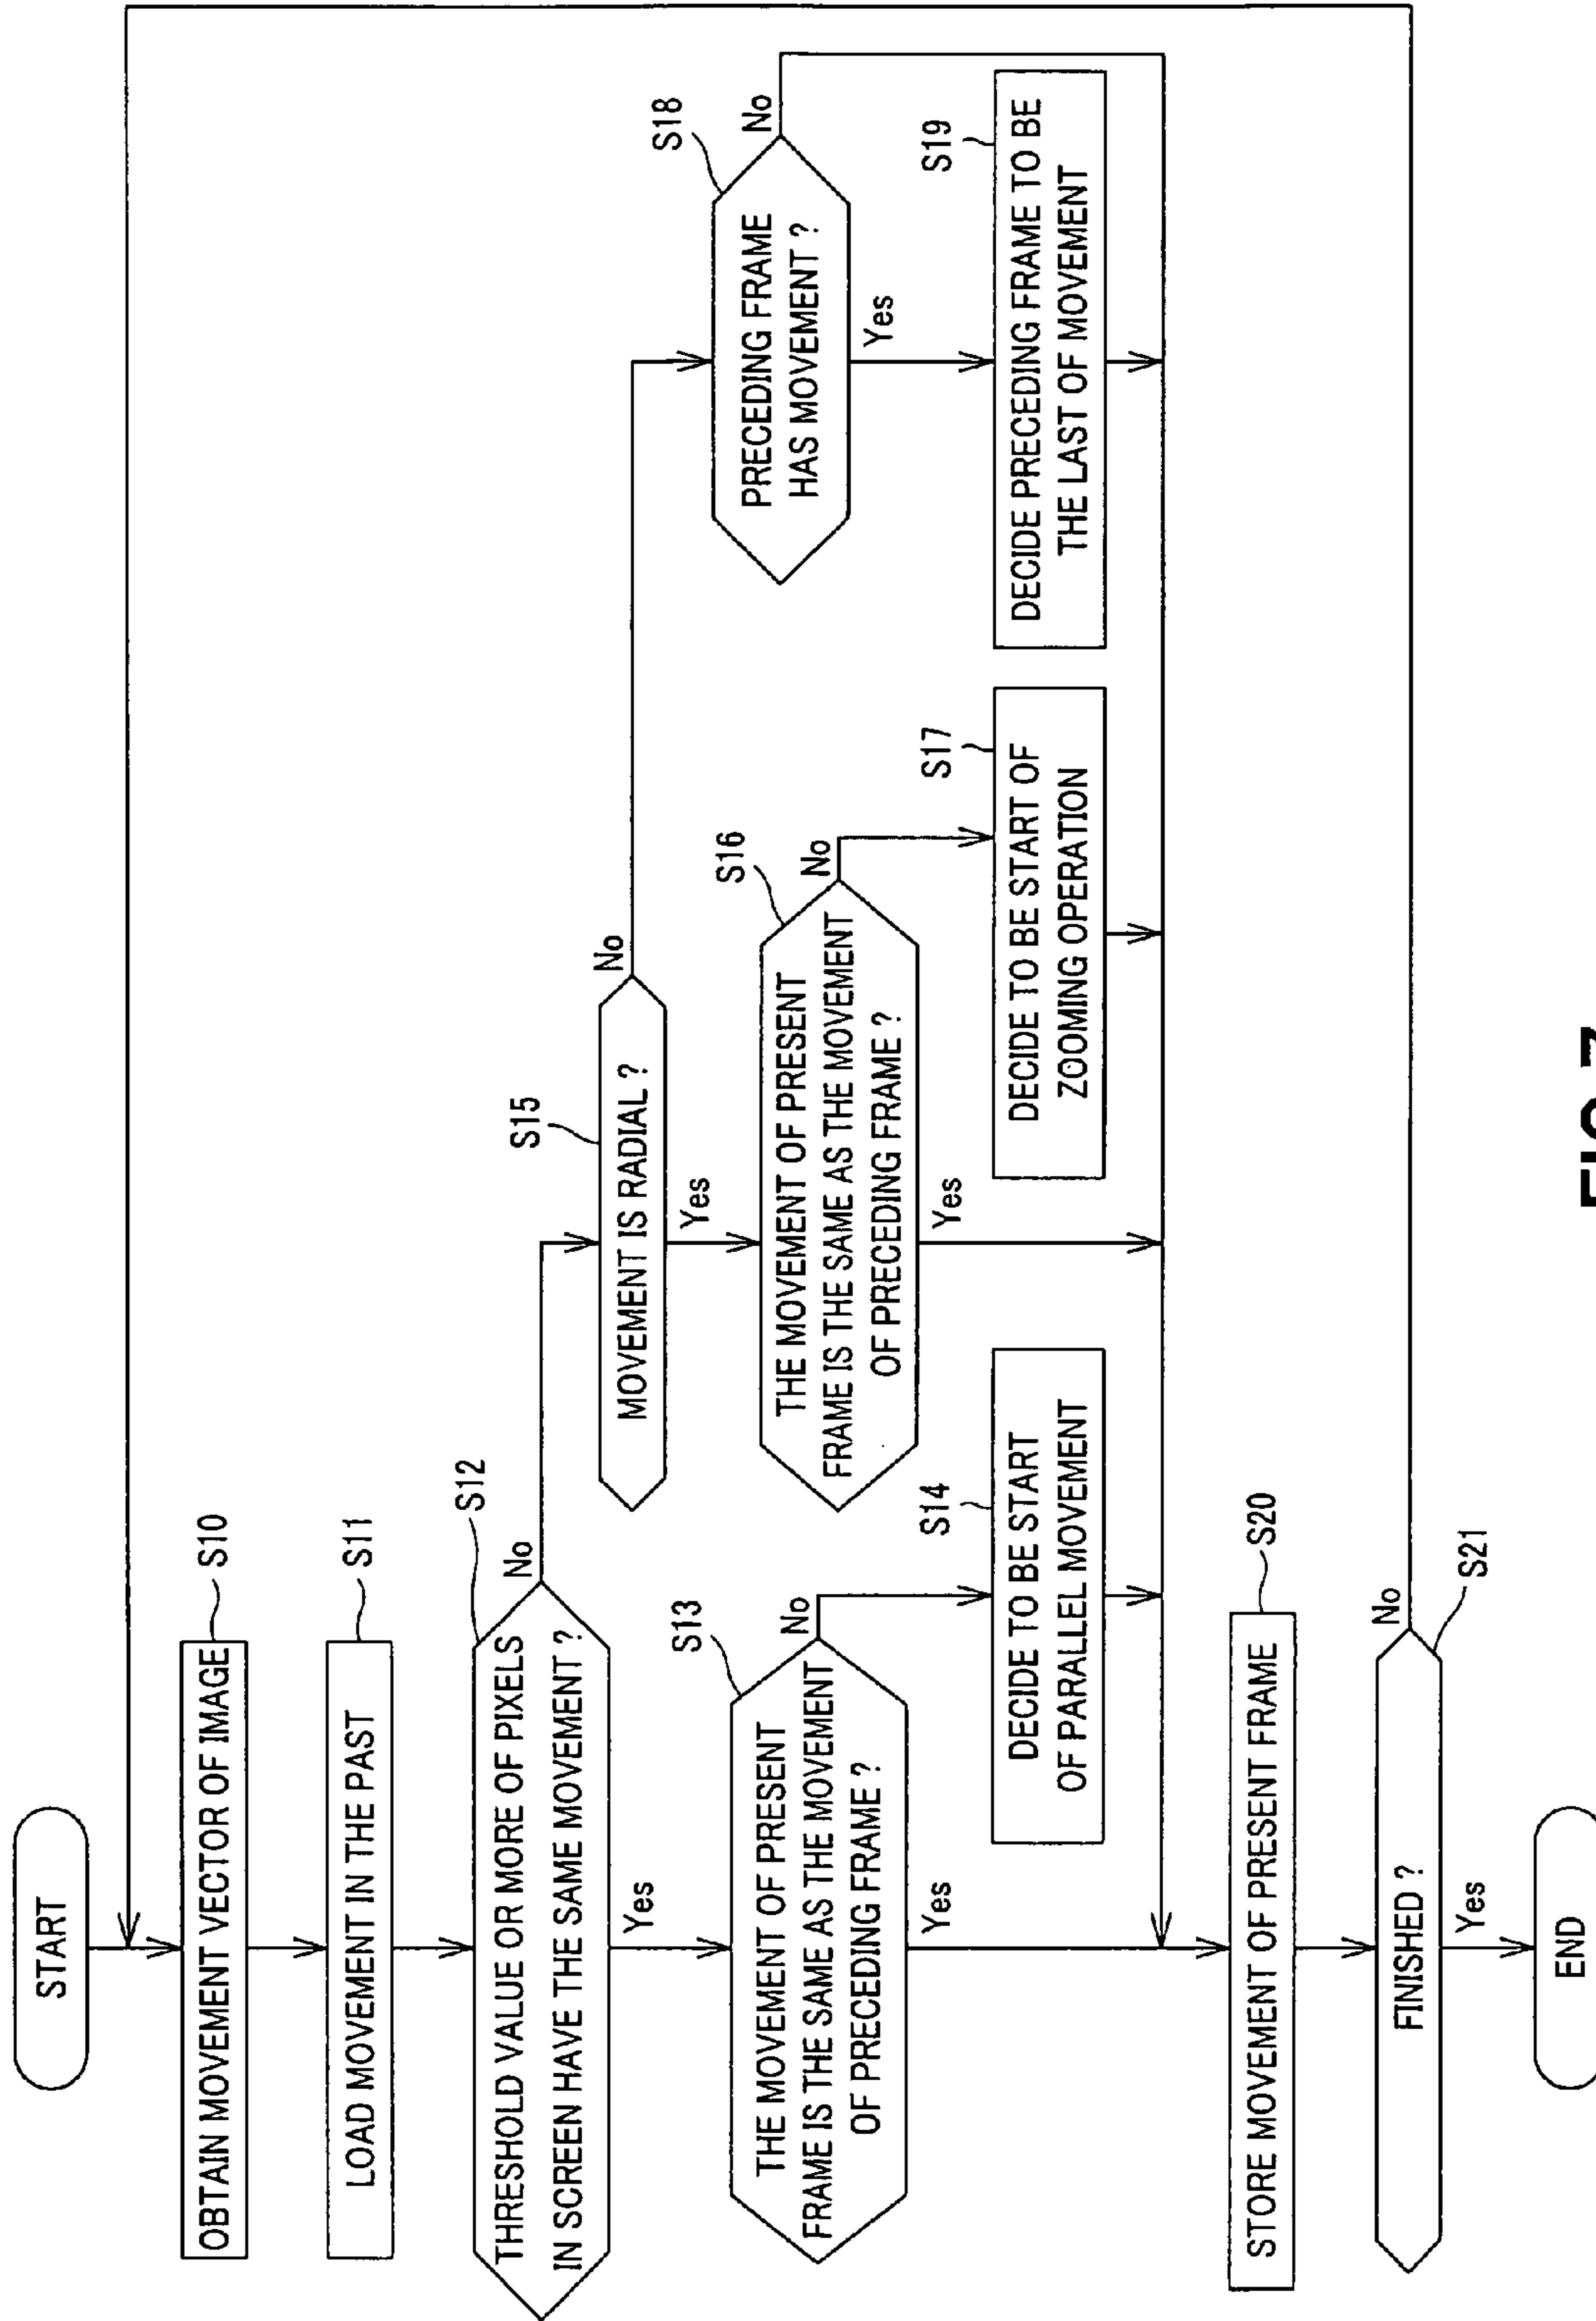 START
OBTAIN MOVEMENT VECTOR OF IMAGE
S10
LOAD MOVEMENT IN THE PAST
S11
THRESHOLD VALUE OR MORE OF PIXELS
IN SCREEN HAVE THE SAME MOVEMENT ?
S12
No
Yes
THE MOVEMENT OF PRESENT
FRAME IS THE SAME AS THE MOVEMENT
OF PRECEDING FRAME ?
S13
No
Yes
DECIDE TO BE START
OF PARALLEL MOVEMENT
S14
MOVEMENT IS RADIAL ?
S15
No
Yes
THE MOVEMENT OF PRESENT
FRAME IS THE SAME AS THE MOVEMENT
OF PRECEDING FRAME ?
S16
No
Yes
DECIDE TO BE START OF
ZOOMING OPERATION
S17
PRECEDING FRAME
HAS MOVEMENT ?
S18
No
Yes
DECIDE PRECEDING FRAME TO BE
THE LAST OF MOVEMENT
S19
STORE MOVEMENT OF PRESENT FRAME
S20
FINISHED ?
S21
No
Yes
END